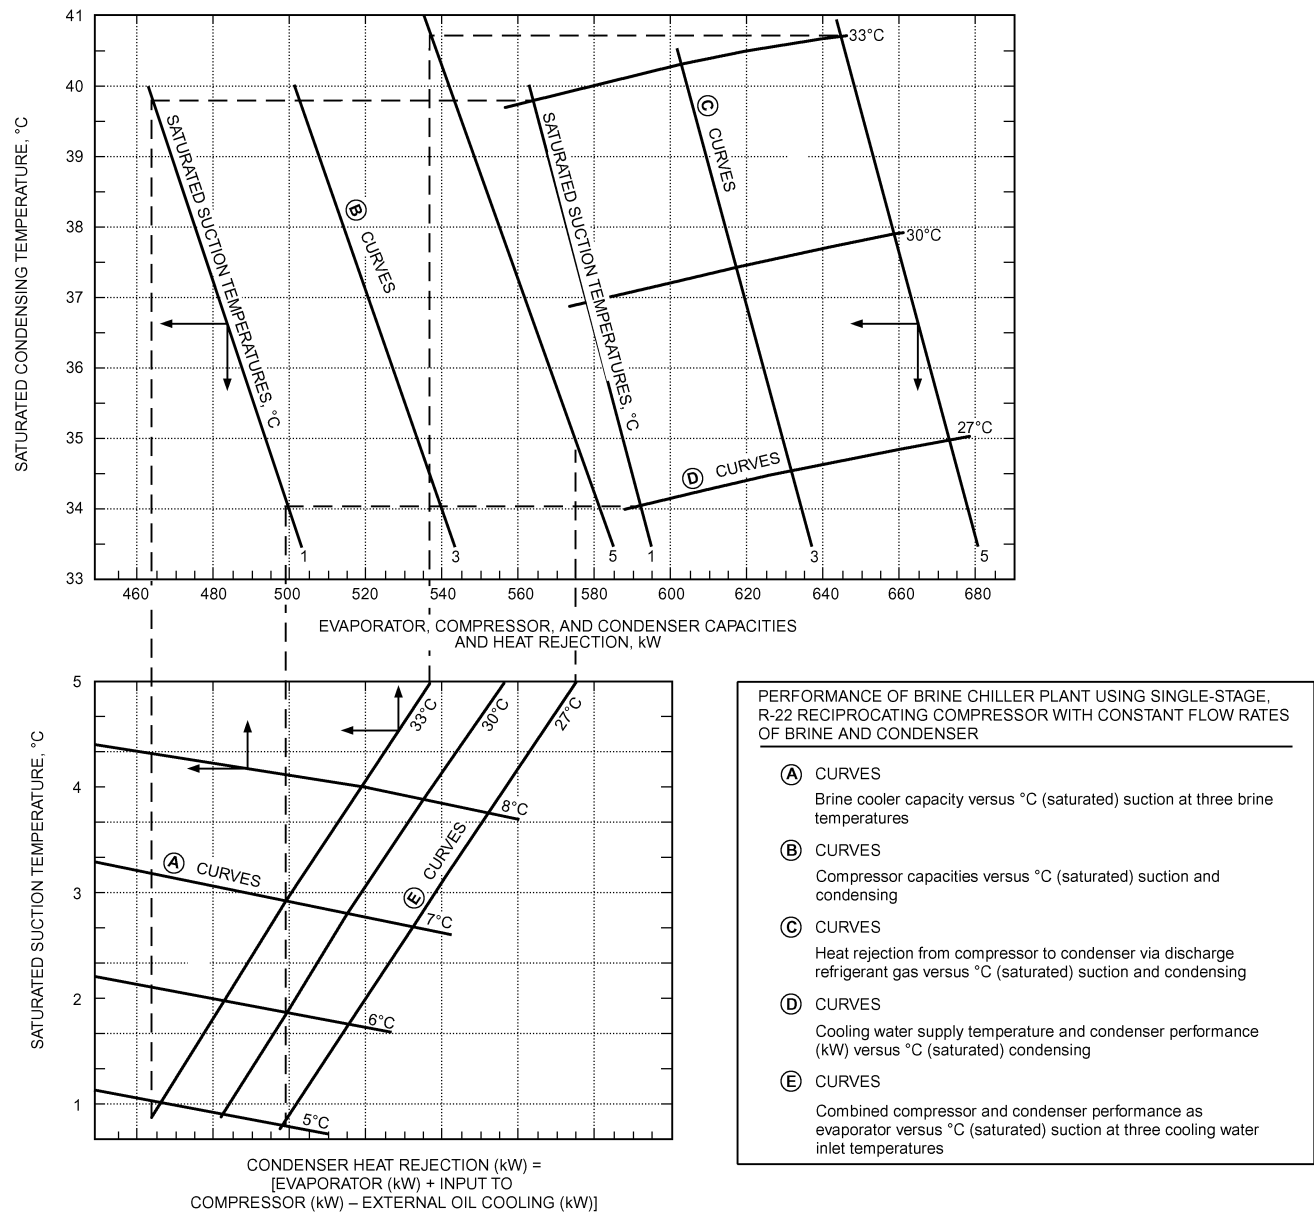 41
40
39
38
37
36
35
34
33
SATURATED CONDENSING TEMPERATURE, °C
SATURATED SUCTION TEMPERATURES, °C
B CURVES
SATURATED SUCTION TEMPERATURES, °C
C CURVES
D CURVES
33°C
30°C
27°C
1
3
5
1
3
5
460
480
500
520
540
560
580
600
620
640
660
680
EVAPORATOR, COMPRESSOR, AND CONDENSER CAPACITIES
AND HEAT REJECTION, kW
5
4
3
2
1
SATURATED SUCTION TEMPERATURE, °C
33°C
30°C
27°C
8°C
A CURVES
E CURVES
7°C
6°C
5°C
CONDENSER HEAT REJECTION (kW) =
[EVAPORATOR (kW) + INPUT TO
COMPRESSOR (kW) – EXTERNAL OIL COOLING (kW)]
PERFORMANCE OF BRINE CHILLER PLANT USING SINGLE-STAGE,
R-22 RECIPROCATING COMPRESSOR WITH CONSTANT FLOW RATES
OF BRINE AND CONDENSER
A CURVES
Brine cooler capacity versus °C (saturated) suction at three brine
temperatures
B CURVES
Compressor capacities versus °C (saturated) suction and
condensing
C CURVES
Heat rejection from compressor to condenser via discharge
refrigerant gas versus °C (saturated) suction and condensing
D CURVES
Cooling water supply temperature and condenser performance
(kW) versus °C (saturated) condensing
E CURVES
Combined compressor and condenser performance as
evaporator versus °C (saturated) suction at three cooling water
inlet temperatures